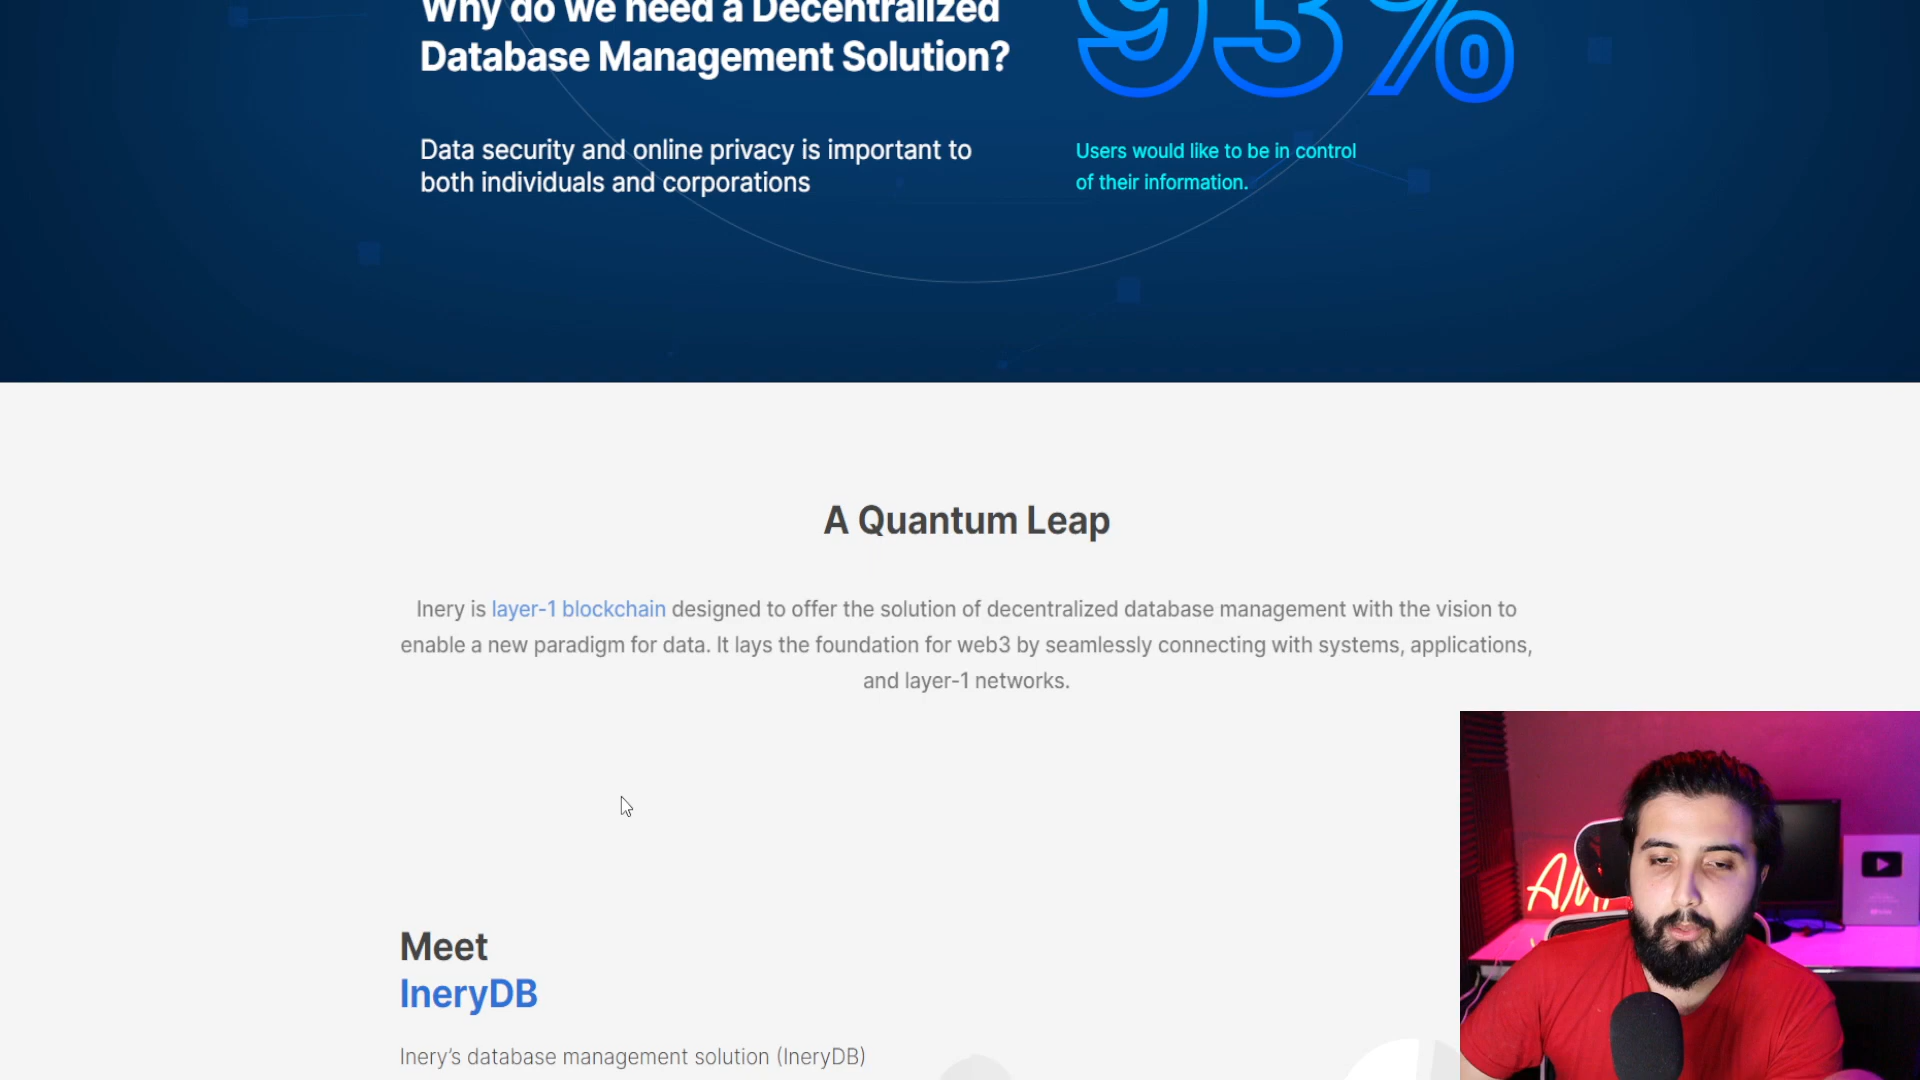 Why do we need a Decentralized
Database Management Solution?
93%
Data security and online privacy is important to
both individuals and corporations
Users would like to be in control
of their information.
A Quantum Leap
Inery is layer-1 blockchain designed to offer the solution of decentralized database management with the vision to
enable a new paradigm for data. It lays the foundation for web3 by seamlessly connecting with systems, applications,
and layer-1 networks.
Meet
IneryDB
Inery's database management solution (IneryDB)